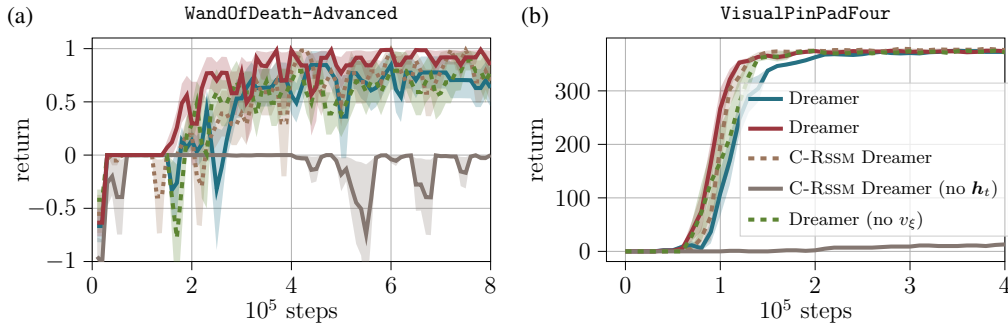 (a) WandOfDeath-Advanced
1
0.5
0
−0.5
−1
return
0 2 4 6 8
10⁵ steps
(b) VisualPinPadFour
300
200
100
0
return
0 1 2 3 4
10⁵ steps
Dreamer
Dreamer
C-RSSM Dreamer
C-RSSM Dreamer (no hₜ)
Dreamer (no v_ξ)